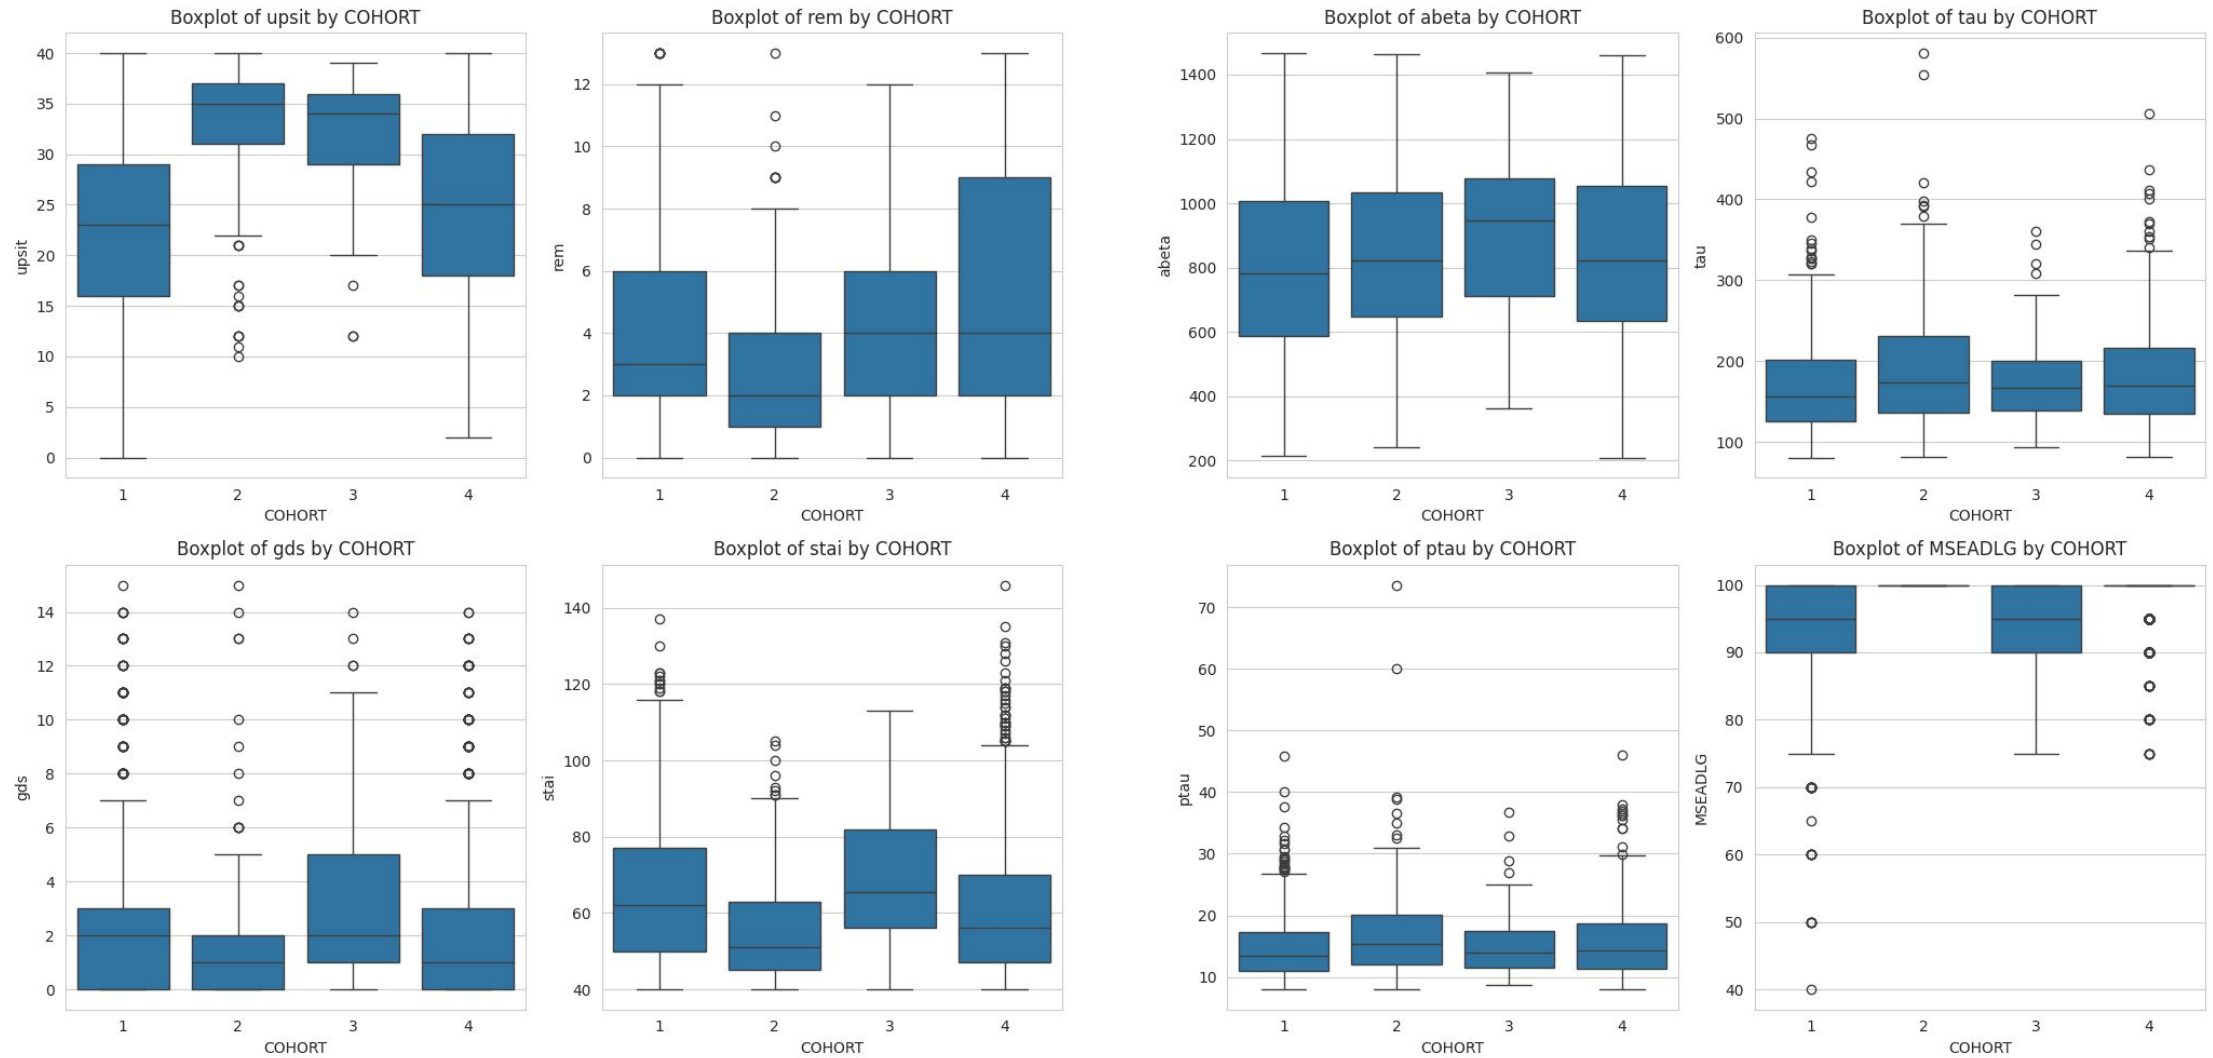 Boxplot of upsit by COHORT
40
35
30
25
20
15
10
5
0
upsit
1 2 3 4
COHORT
Boxplot of rem by COHORT
12
10
8
6
4
2
0
rem
1 2 3 4
COHORT
Boxplot of abeta by COHORT
1400
1200
1000
800
600
400
200
abeta
1 2 3 4
COHORT
Boxplot of tau by COHORT
600
500
400
300
200
100
tau
1 2 3 4
COHORT
Boxplot of gds by COHORT
14
12
10
8
6
4
2
0
gds
1 2 3 4
COHORT
Boxplot of stai by COHORT
140
120
100
80
60
40
stai
1 2 3 4
COHORT
Boxplot of ptau by COHORT
70
60
50
40
30
20
10
ptau
1 2 3 4
COHORT
Boxplot of MSEADLG by COHORT
100
90
80
70
60
50
40
MSEADLG
1 2 3 4
COHORT